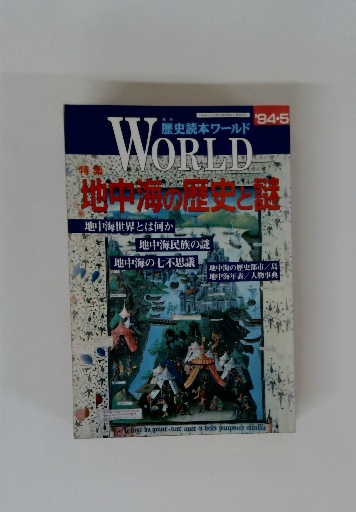 '94•5
歴史読本ワールド
WORLD
特集
地中海の歴史と謎
地中海世界とは何か
地中海民族の謎
地中海の七不思議
地中海の歴史都市/島
地中海年表/人物事典